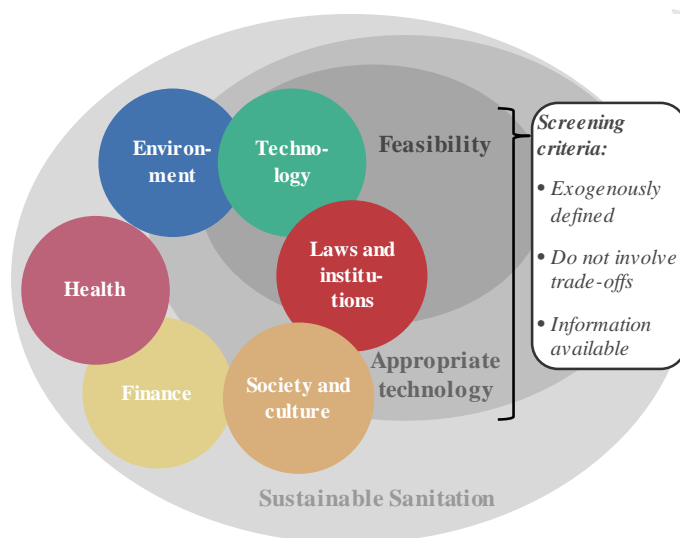 Environ-
ment
Techno-
logy
Feasibility
Screening
criteria:
• Exogenously
defined
• Do not involve
trade-offs
• Information
available
Health
Laws and
institu-
tions
Appropriate
technology
Finance
Society and
culture
Sustainable Sanitation